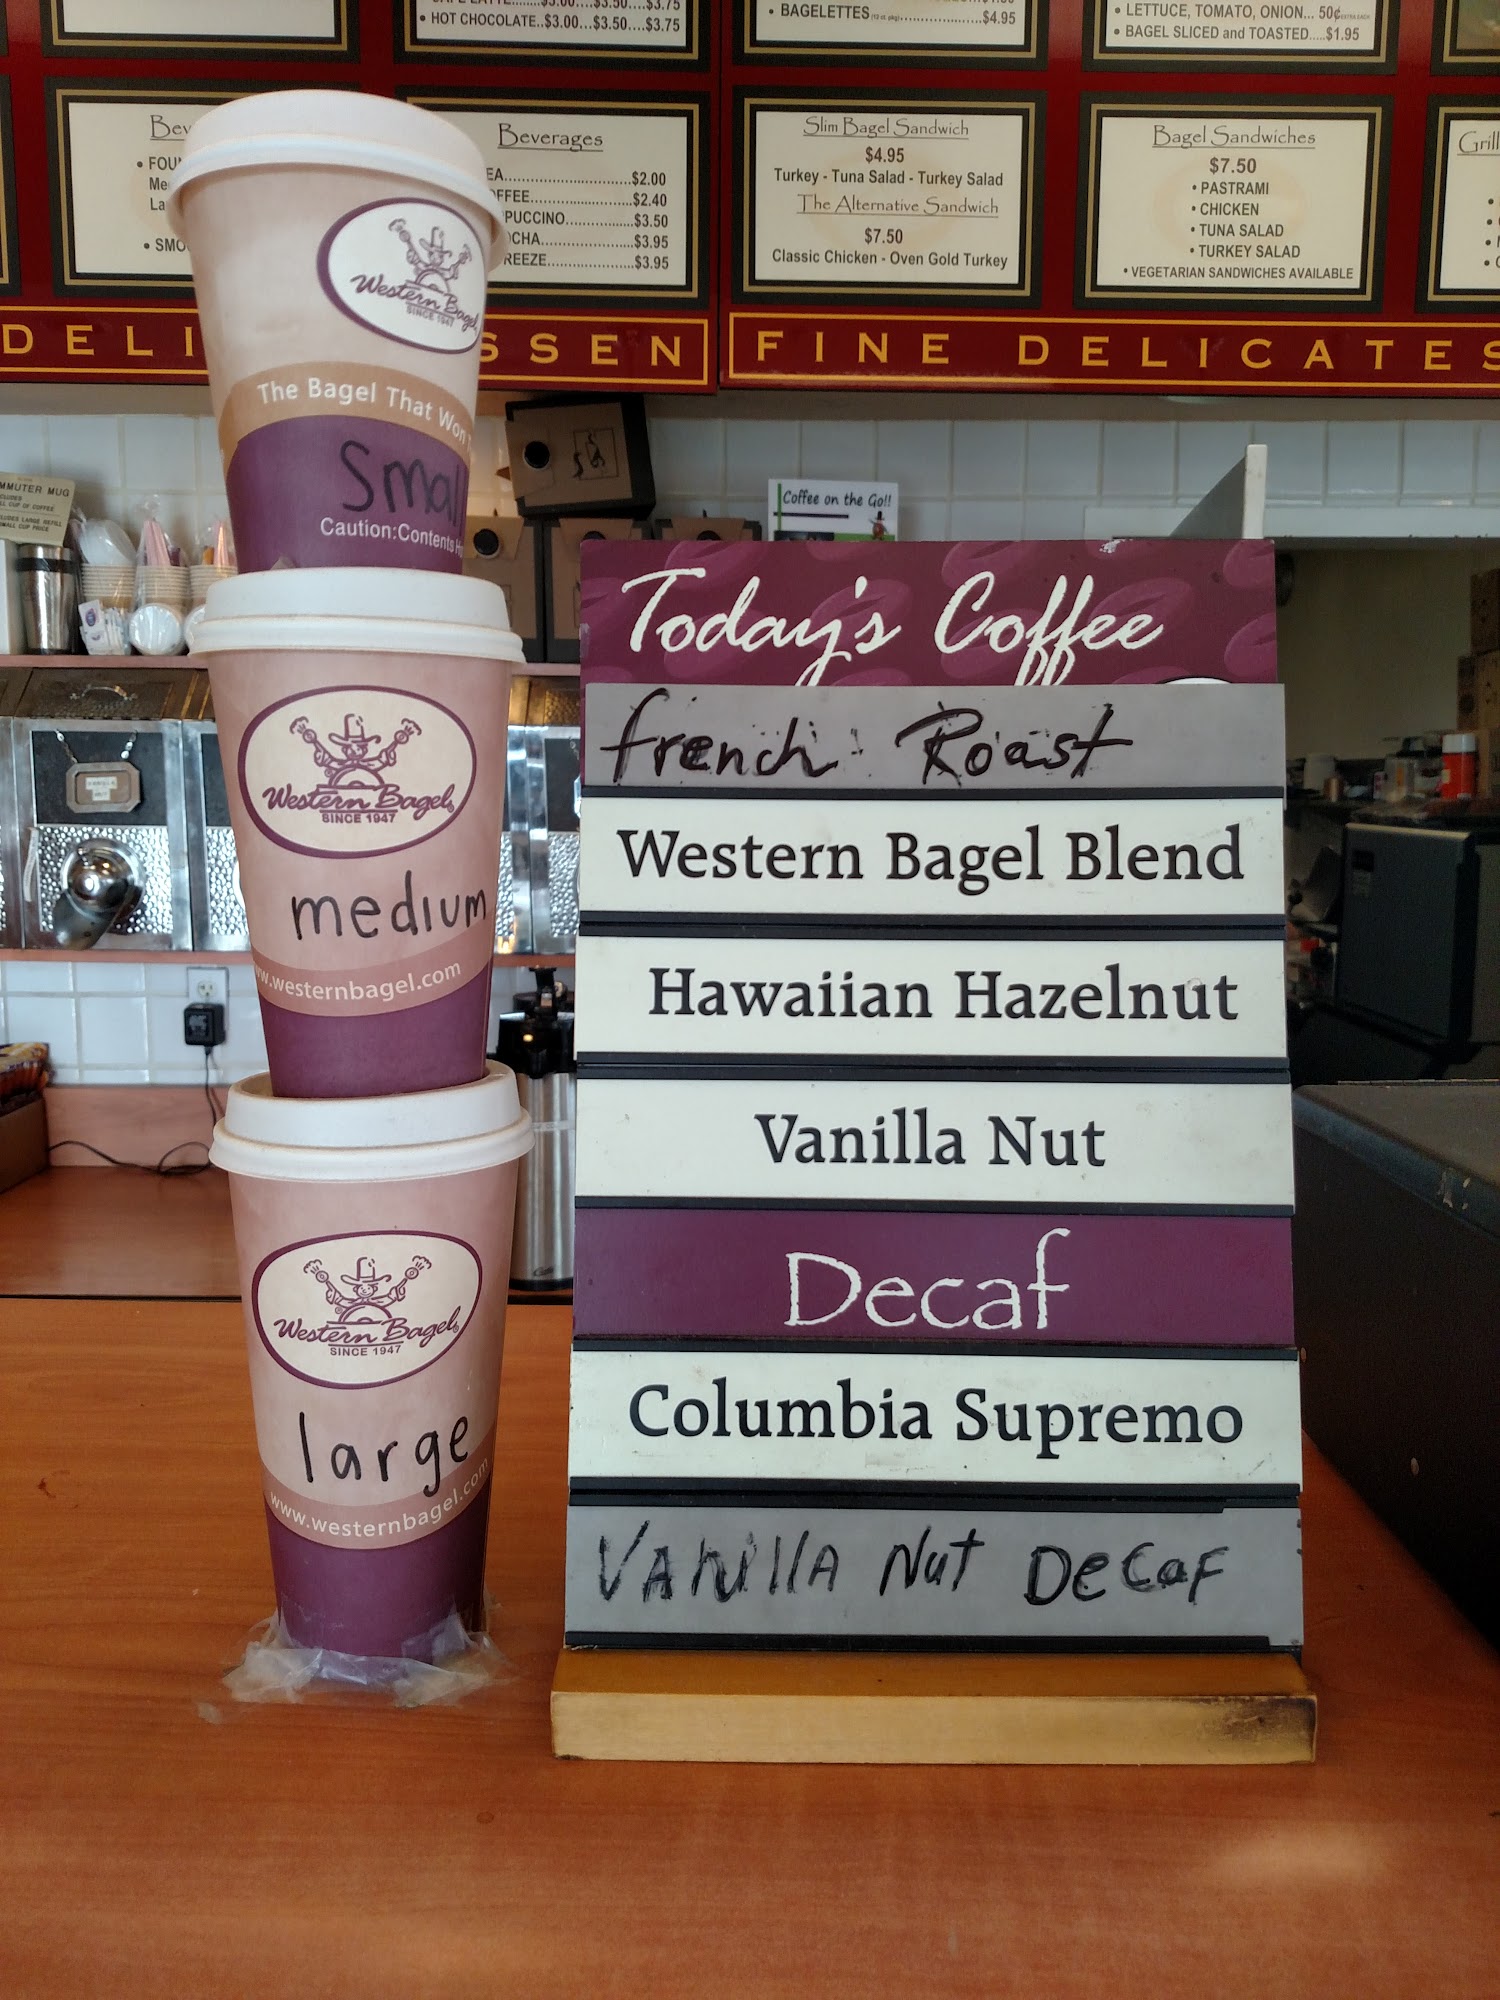 • HOT CHOCOLATE..$3.00...$3.50....$3.75
• BAGELETTES $4.95
• LETTUCE, TOMATO, ONION... 50¢
• BAGEL SLICED and TOASTED.....$1.95
Beverages
$2.00
$2.40
$3.50
$3.95
$3.95
Slim Bagel Sandwich
$4.95
Turkey - Tuna Salad - Turkey Salad
The Alternative Sandwich
$7.50
Classic Chicken - Oven Gold Turkey
Bagel Sandwiches
$7.50
• PASTRAMI
• CHICKEN
• TUNA SALAD
• TURKEY SALAD
• VEGETARIAN SANDWICHES AVAILABLE
FINE DELICATES
Western Bagel
SINCE 1947
The Bagel That Won
Small
Caution:Contents
Western Bagel
SINCE 1947
medium
www.westernbagel.com
Western Bagel
SINCE 1947
large
www.westernbagel.com
MUTER MUG
Coffee on the Go!!
Today's Coffee
french Roast
Western Bagel Blend
Hawaiian Hazelnut
Vanilla Nut
Decaf
Columbia Supremo
VANillA Nut DeCaF